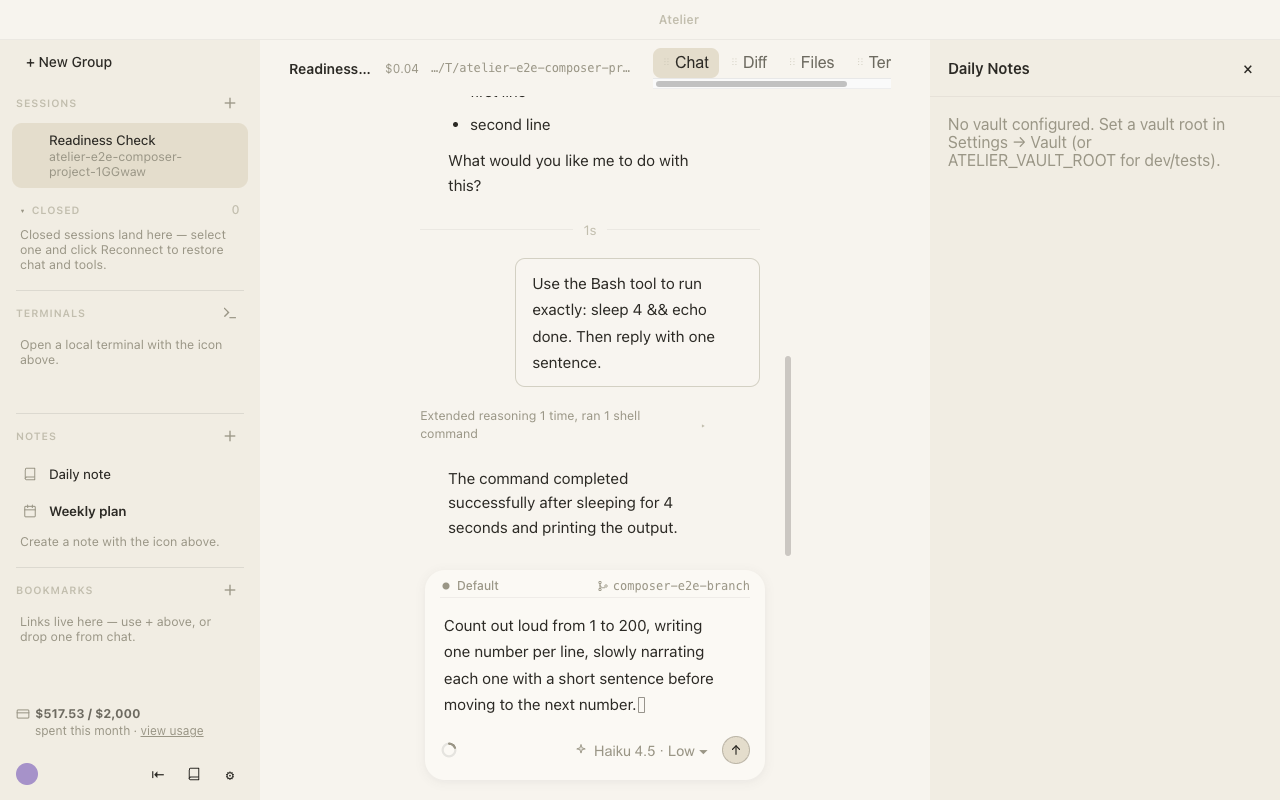 Atelier
+ New Group
SESSIONS
Readiness Check
atelier-e2e-composer-
project-1GGwaw
CLOSED
0
Closed sessions land here — select
one and click Reconnect to restore
chat and tools.
TERMINALS
Open a local terminal with the icon
above.
NOTES
Daily note
Weekly plan
Create a note with the icon above.
BOOKMARKS
Links live here — use + above, or
drop one from chat.
$517.53 / $2,000
spent this month · view usage
Readiness… $0.04 …/T/atelier-e2e-composer-pr…
Chat Diff Files Ter
• second line
What would you like me to do with
this?
1s
Use the Bash tool to run
exactly: sleep 4 && echo
done. Then reply with one
sentence.
Extended reasoning 1 time, ran 1 shell
command
The command completed
successfully after sleeping for 4
seconds and printing the output.
Default composer-e2e-branch
Count out loud from 1 to 200, writing
one number per line, slowly narrating
each one with a short sentence before
moving to the next number.
Haiku 4.5 · Low
Daily Notes
No vault configured. Set a vault root in
Settings → Vault (or
ATELIER_VAULT_ROOT for dev/tests).